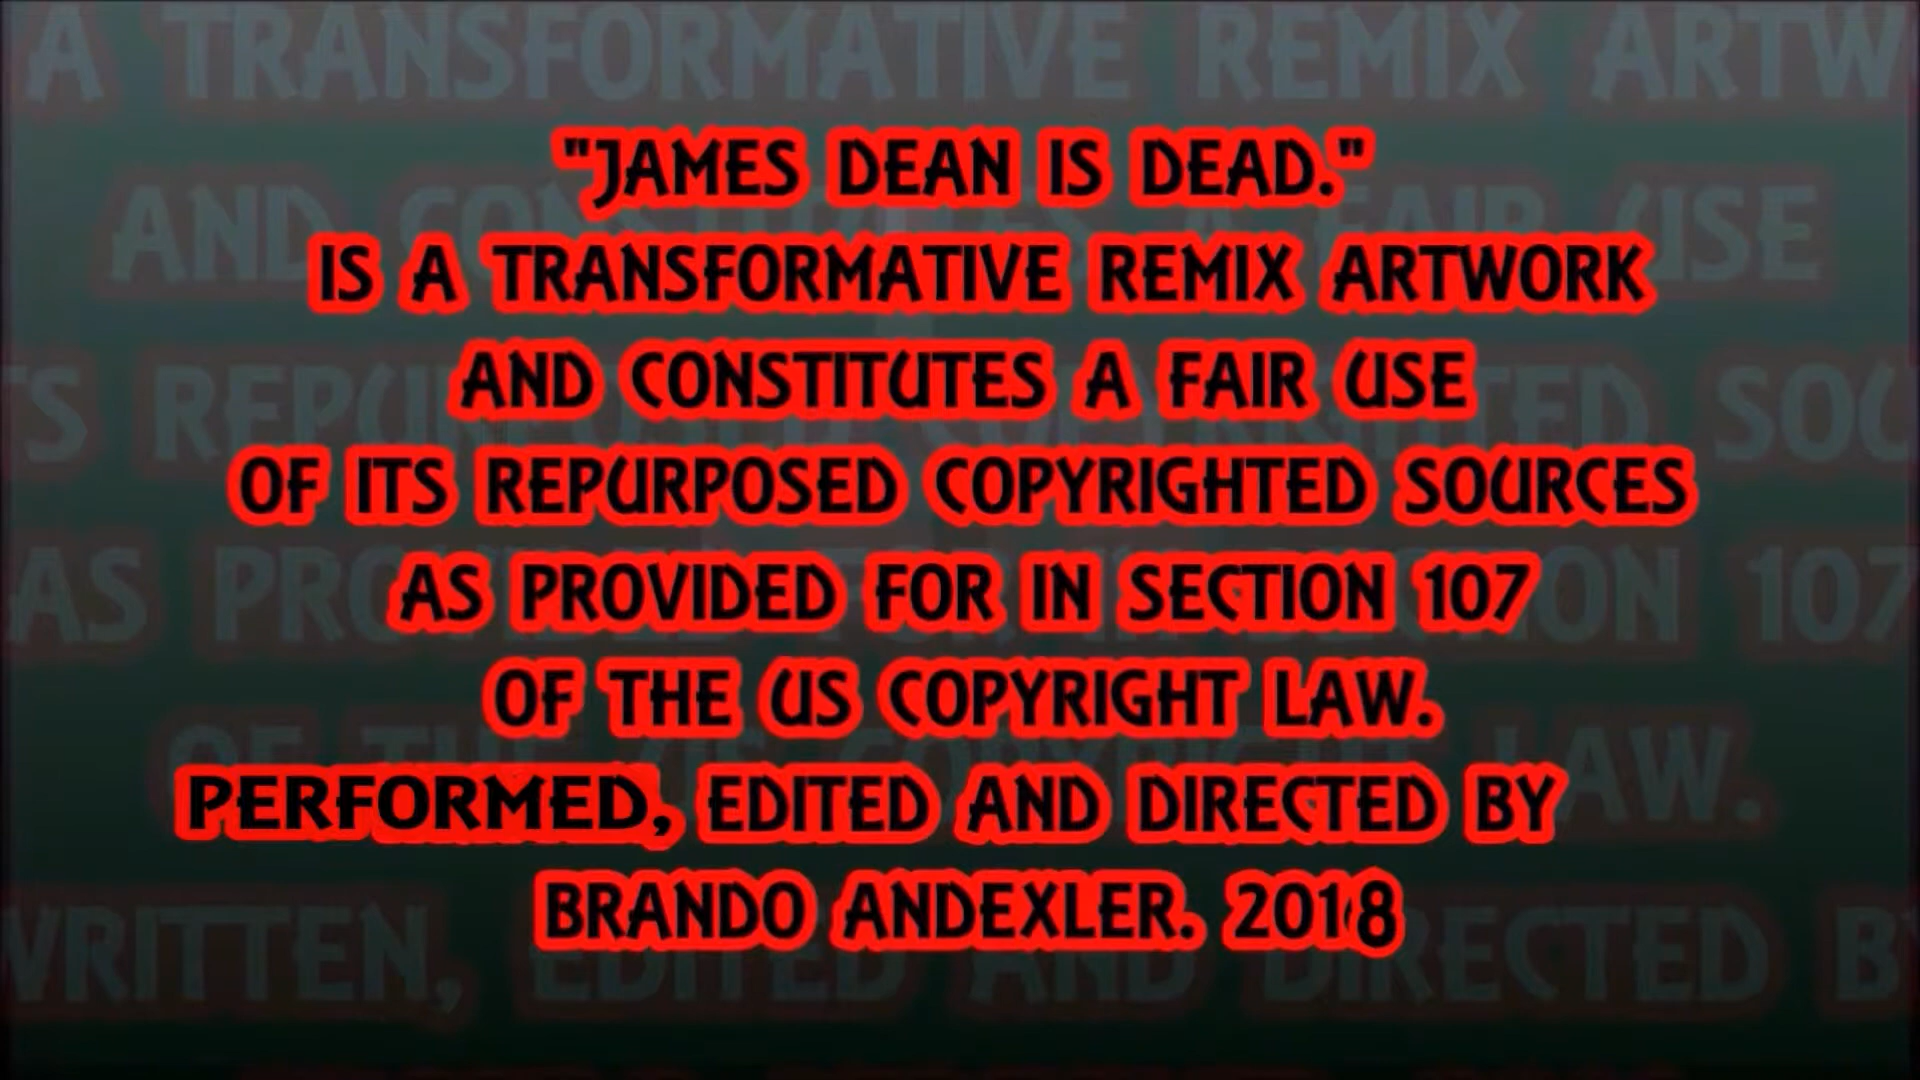 "JAMES DEAN IS DEAD."
IS A TRANSFORMATIVE REMIX ARTWORK
AND CONSTITUTES A FAIR USE
OF ITS REPURPOSED COPYRIGHTED SOURCES
AS PROVIDED FOR IN SECTION 107
OF THE US COPYRIGHT LAW.
PERFORMED, EDITED AND DIRECTED BY
BRANDO ANDEXLER. 2018